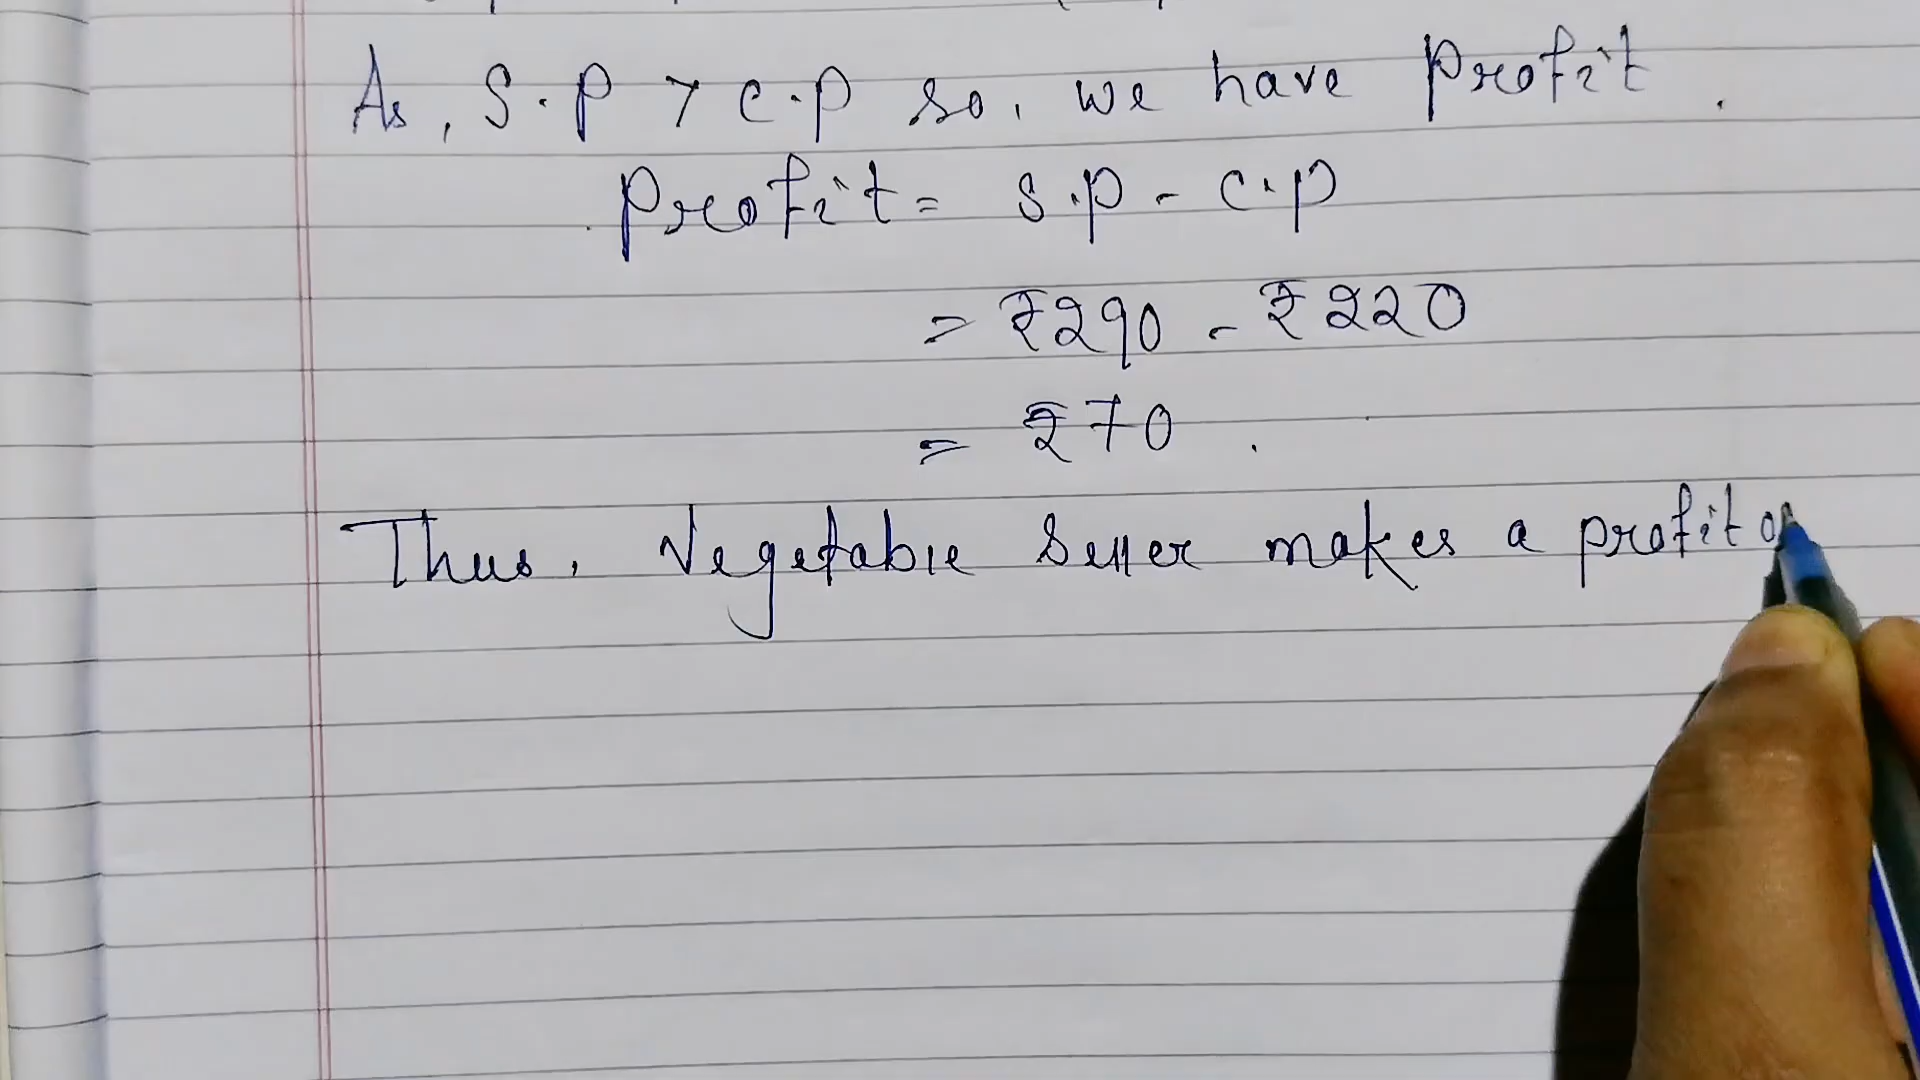 As, S.P > C.P so, we have Profit.
Profit = S.P - C.P
= ₹290 - ₹220
= ₹70.
Thus, Vegetable Seller makes a profit